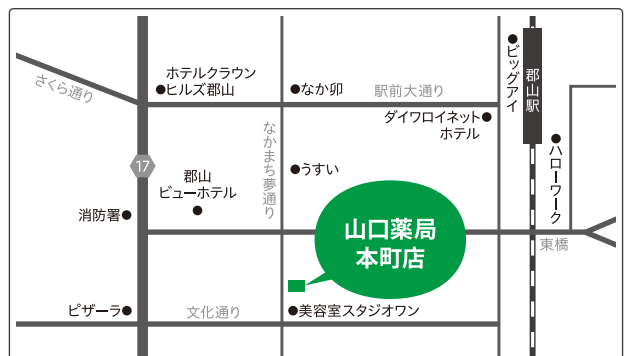 さくら通り
ホテルクラウン
ヒルズ郡山
なか卯
駅前大通り
ビッグアイ
郡山駅
ダイワロイネット
ホテル
17
なかまち夢通り
うすい
郡山
ビューホテル
ハローワーク
消防署
山口薬局
本町店
東橋
ピザーラ
文化通り
美容室スタジオワン